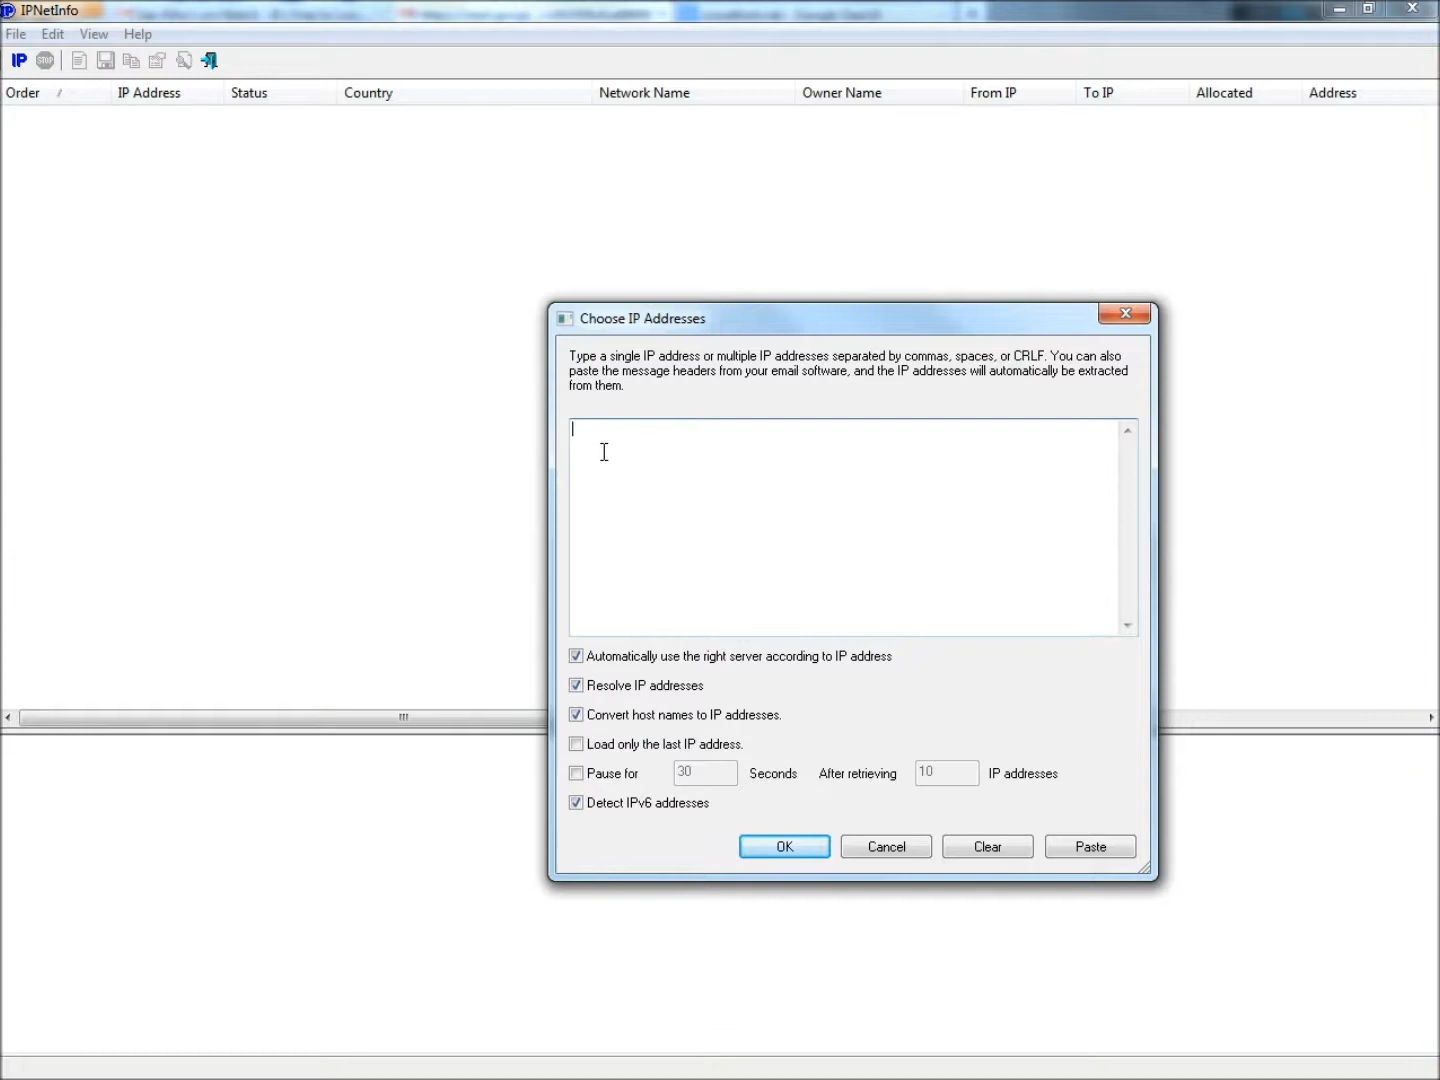 IPNetInfo
File Edit View Help
IP STOP
Order / IP Address Status Country Network Name Owner Name From IP To IP Allocated Address
Choose IP Addresses
Type a single IP address or multiple IP addresses separated by commas, spaces, or CRLF. You can also
paste the message headers from your email software, and the IP addresses will automatically be extracted
from them.
Automatically use the right server according to IP address
Resolve IP addresses
Convert host names to IP addresses.
Load only the last IP address.
Pause for 30 Seconds After retrieving 10 IP addresses
Detect IPv6 addresses
OK Cancel Clear Paste